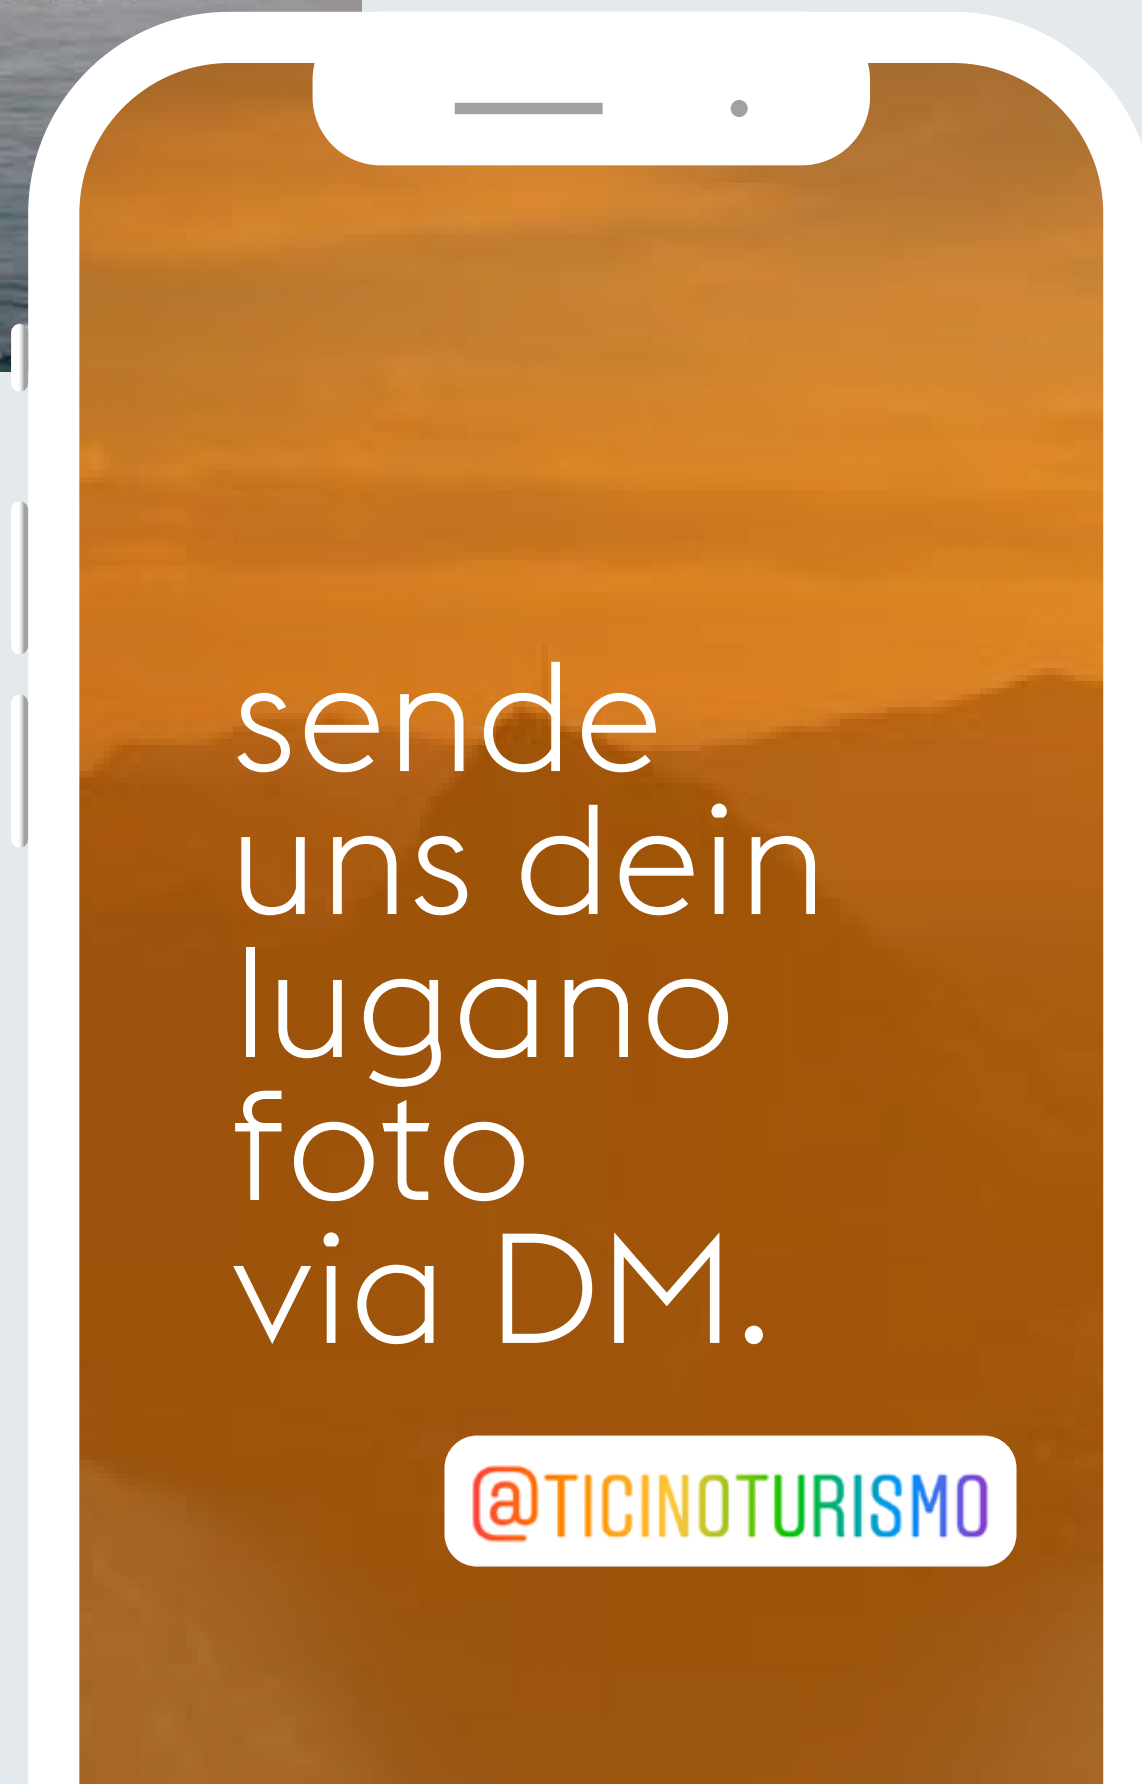 sende
uns dein
lugano
foto
via DM.
@TICINOTURISMO